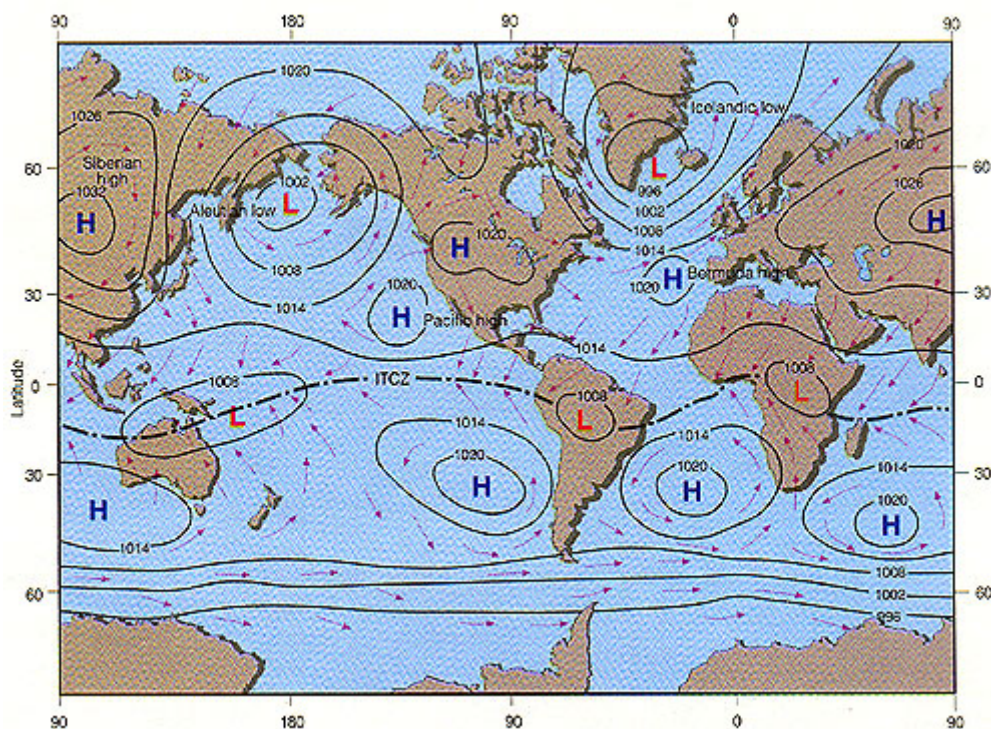 90 180 90 0 90
1020
1026
Icelandic low
1020
Siberian
high
60 60
1032 1002 L 996 1026
H Aleutian low L 1002 H
1020
H 1008
1008 1014
H Bermuda high
1020 1020
30 1014 H Pacific high 30
1014
ITCZ
1008 1008
0 L 0
Latitude
L 1008
L
1014 1014 1014
1020 1020
30 H H 30
H 1020
1014 H
1008
60 1002 60
996
90 180 90 0 90